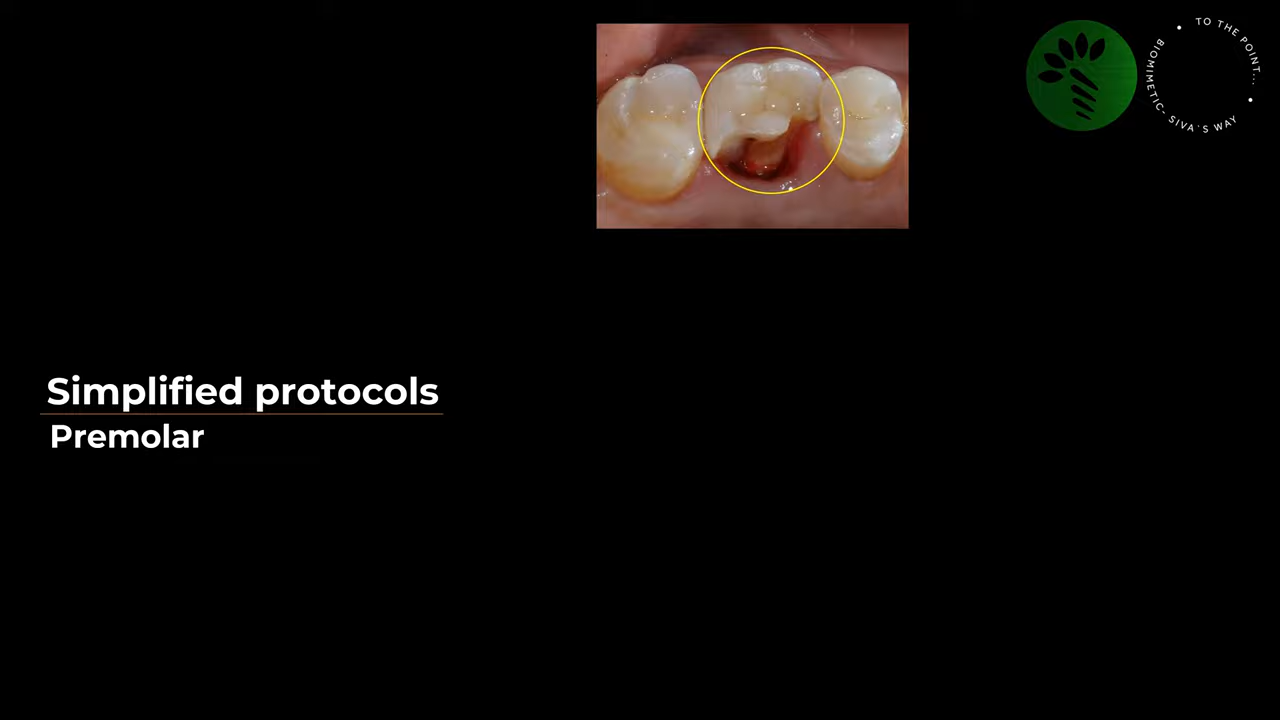 TO THE POINT...
BIOMIMETIC- SIVA'S WAY
Simplified protocols
Premolar